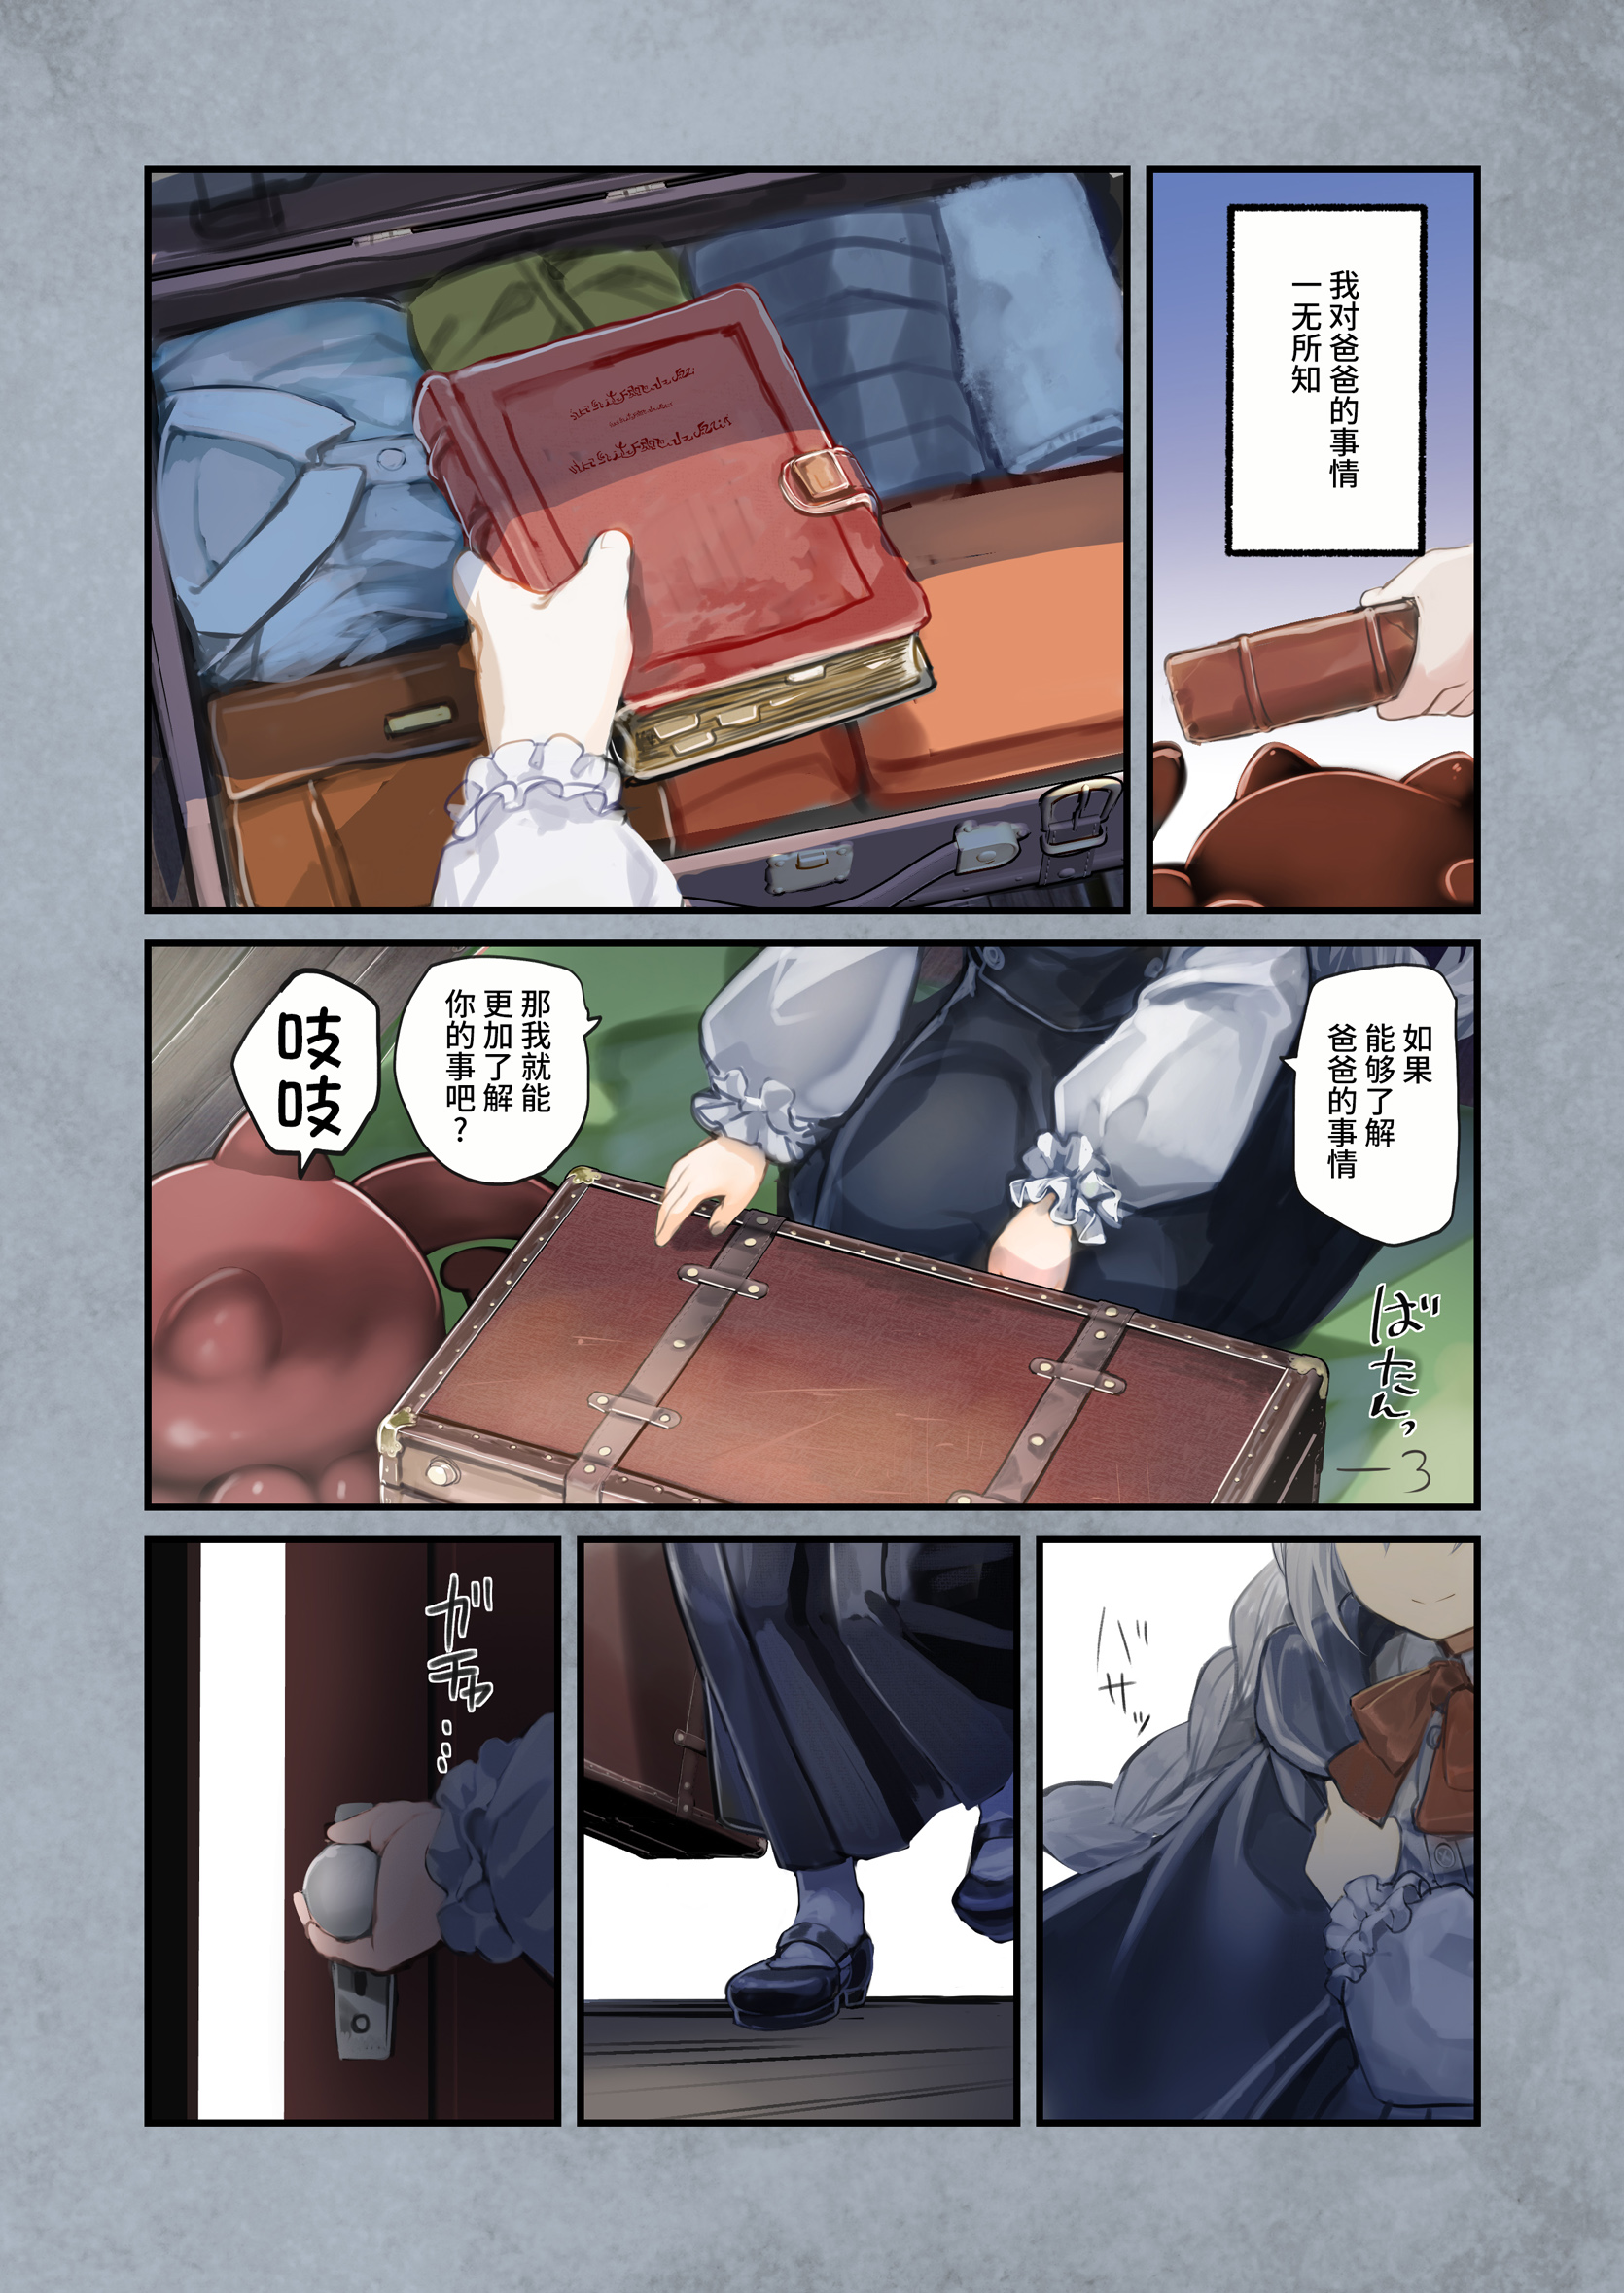 我对爸爸的事情
一无所知
如果
能够了解
爸爸的事情
那我就能
更加了解
你的事吧？
吱吱
ばたんっ
バサッ
ガチャ…